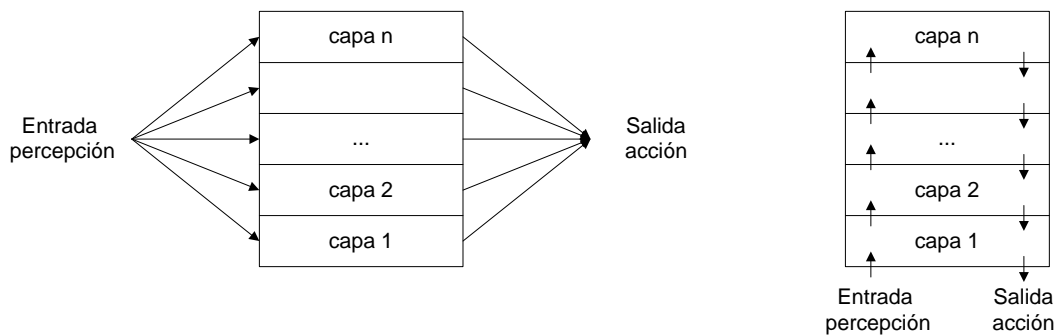 capa n
...
capa 2
capa 1
Entrada
percepción
Salida
acción
capa n
...
capa 2
capa 1
Entrada
percepción
Salida
acción